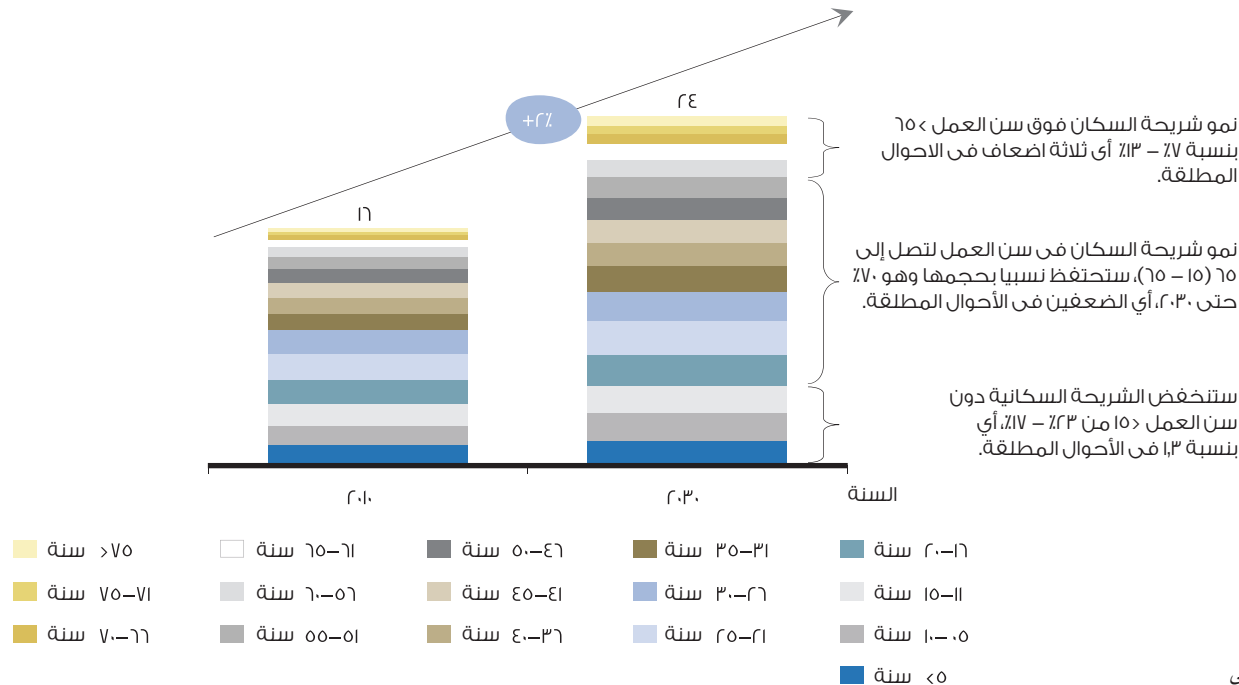 ٢٤
+٢٪
١٦
نمو شريحة السكان فوق سن العمل >٦٥
بنسبة ٧٪ – ١٣٪ أى ثلاثة اضعاف فى الاحوال
المطلقة.
نمو شريحة السكان فى سن العمل لتصل إلى
٦٥ (١٥ – ٦٥)، ستحتفظ نسبيا بحجمها وهو ٧٠٪
حتى ٢٠٣٠، أي الضعفين فى الأحوال المطلقة.
ستنخفض الشريحة السكانية دون
سن العمل <١٥ من ٢٣٪ – ١٧٪، أي
بنسبة ١,٣ فى الأحوال المطلقة.
السنة
٢٠٣٠
٢٠١٠
١٦–٢٠ سنة
٣١–٣٥ سنة
٤٦–٥٠ سنة
٦١–٦٥ سنة
٧٥< سنة
١١–١٥ سنة
٢٦–٣٠ سنة
٤١–٤٥ سنة
٥٦–٦٠ سنة
٧١–٧٥ سنة
٠٥–١٠ سنة
٢١–٢٥ سنة
٣٦–٤٠ سنة
٥١–٥٥ سنة
٦٦–٧٠ سنة
٥> سنة